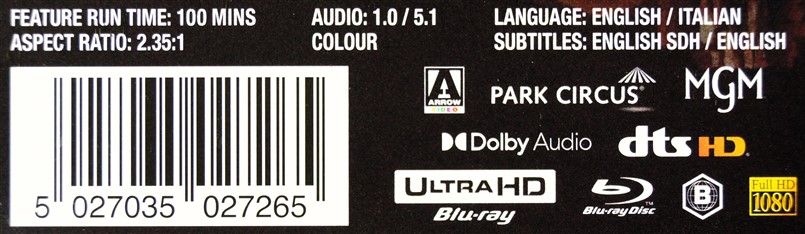 FEATURE RUN TIME: 100 MINS
ASPECT RATIO: 2.35:1
AUDIO: 1.0 / 5.1
COLOUR
LANGUAGE: ENGLISH / ITALIAN
SUBTITLES: ENGLISH SDH / ENGLISH
ARROW
VIDEO
PARK CIRCUS®
MGM
Dolby Audio
dts HD
ULTRA HD
Blu-ray
Blu-ray Disc™
B
Full HD
1080
5 027035 027265